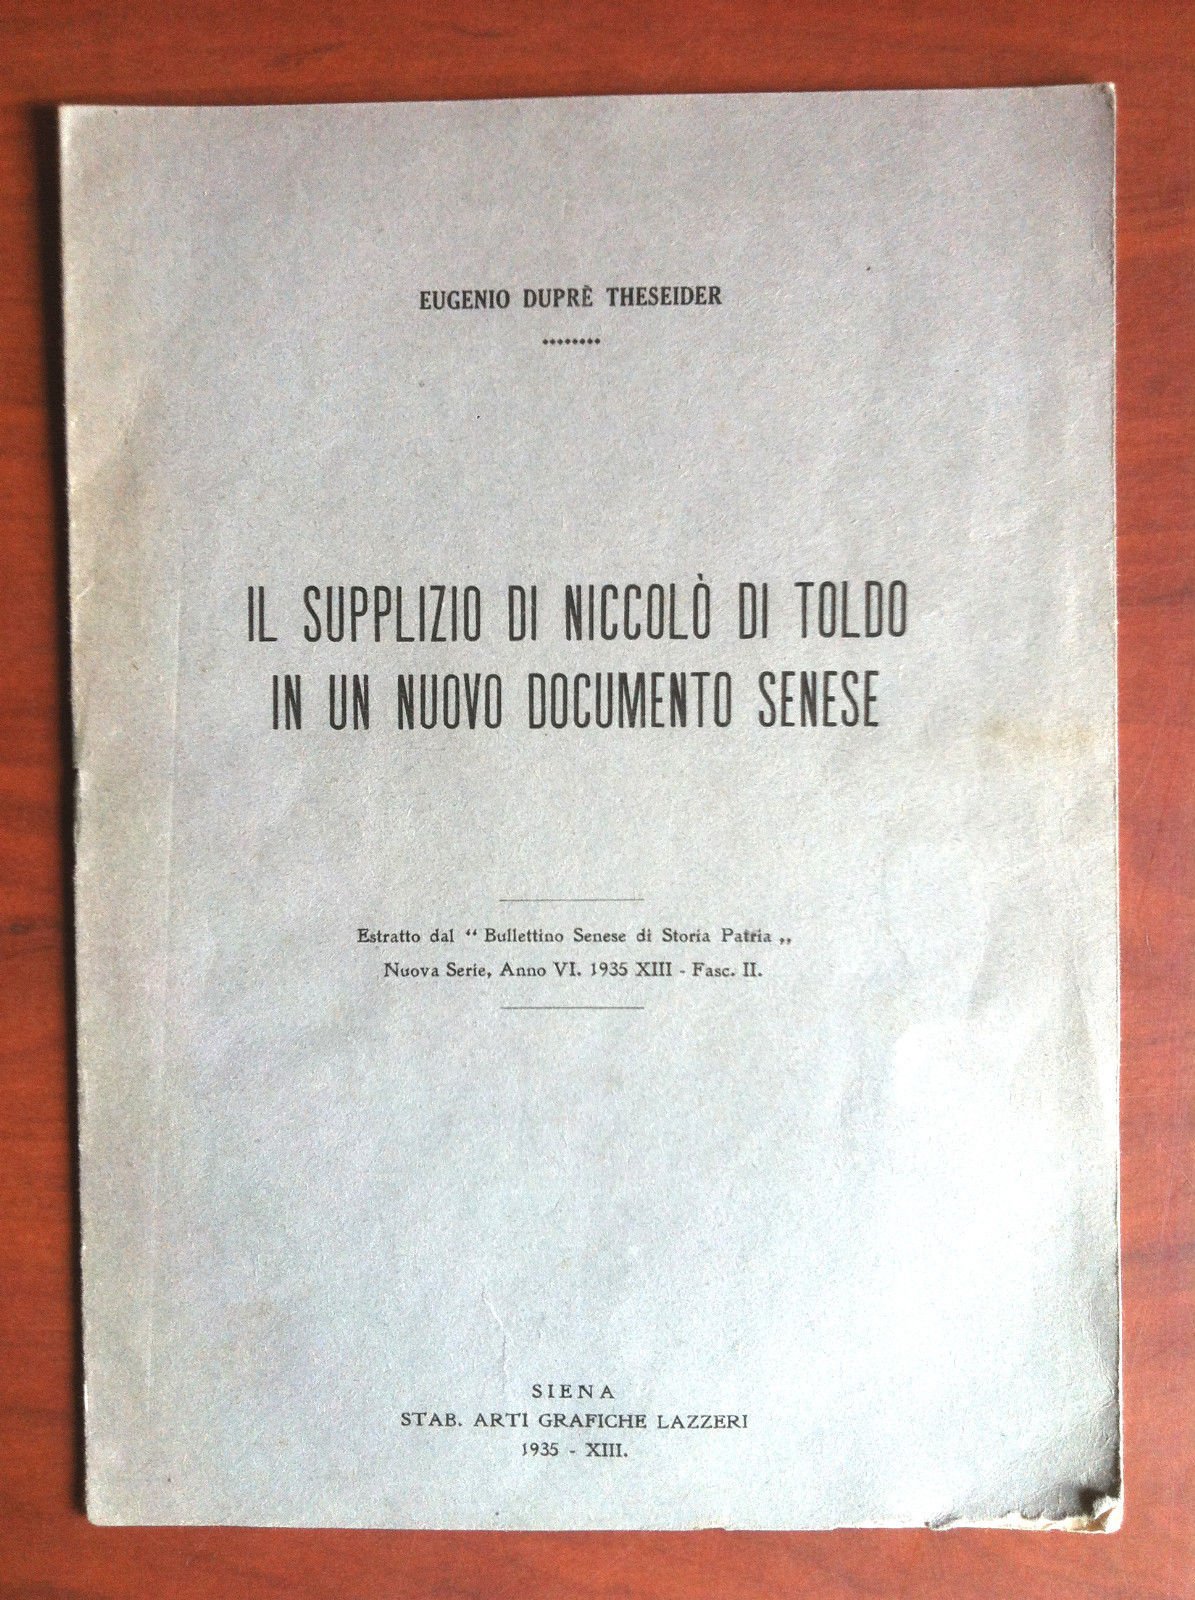 EUGENIO DUPRÊ THESEIDER
IL SUPPLIZIO DI NICCOLÒ DI TOLDO
IN UN NUOVO DOCUMENTO SENESE
Estratto dal “ Bullettino Senese di Storia Patria „
Nuova Serie, Anno VI. 1935 XIII - Fasc. II.
SIENA
STAB. ARTI GRAFICHE LAZZERI
1935 - XIII.